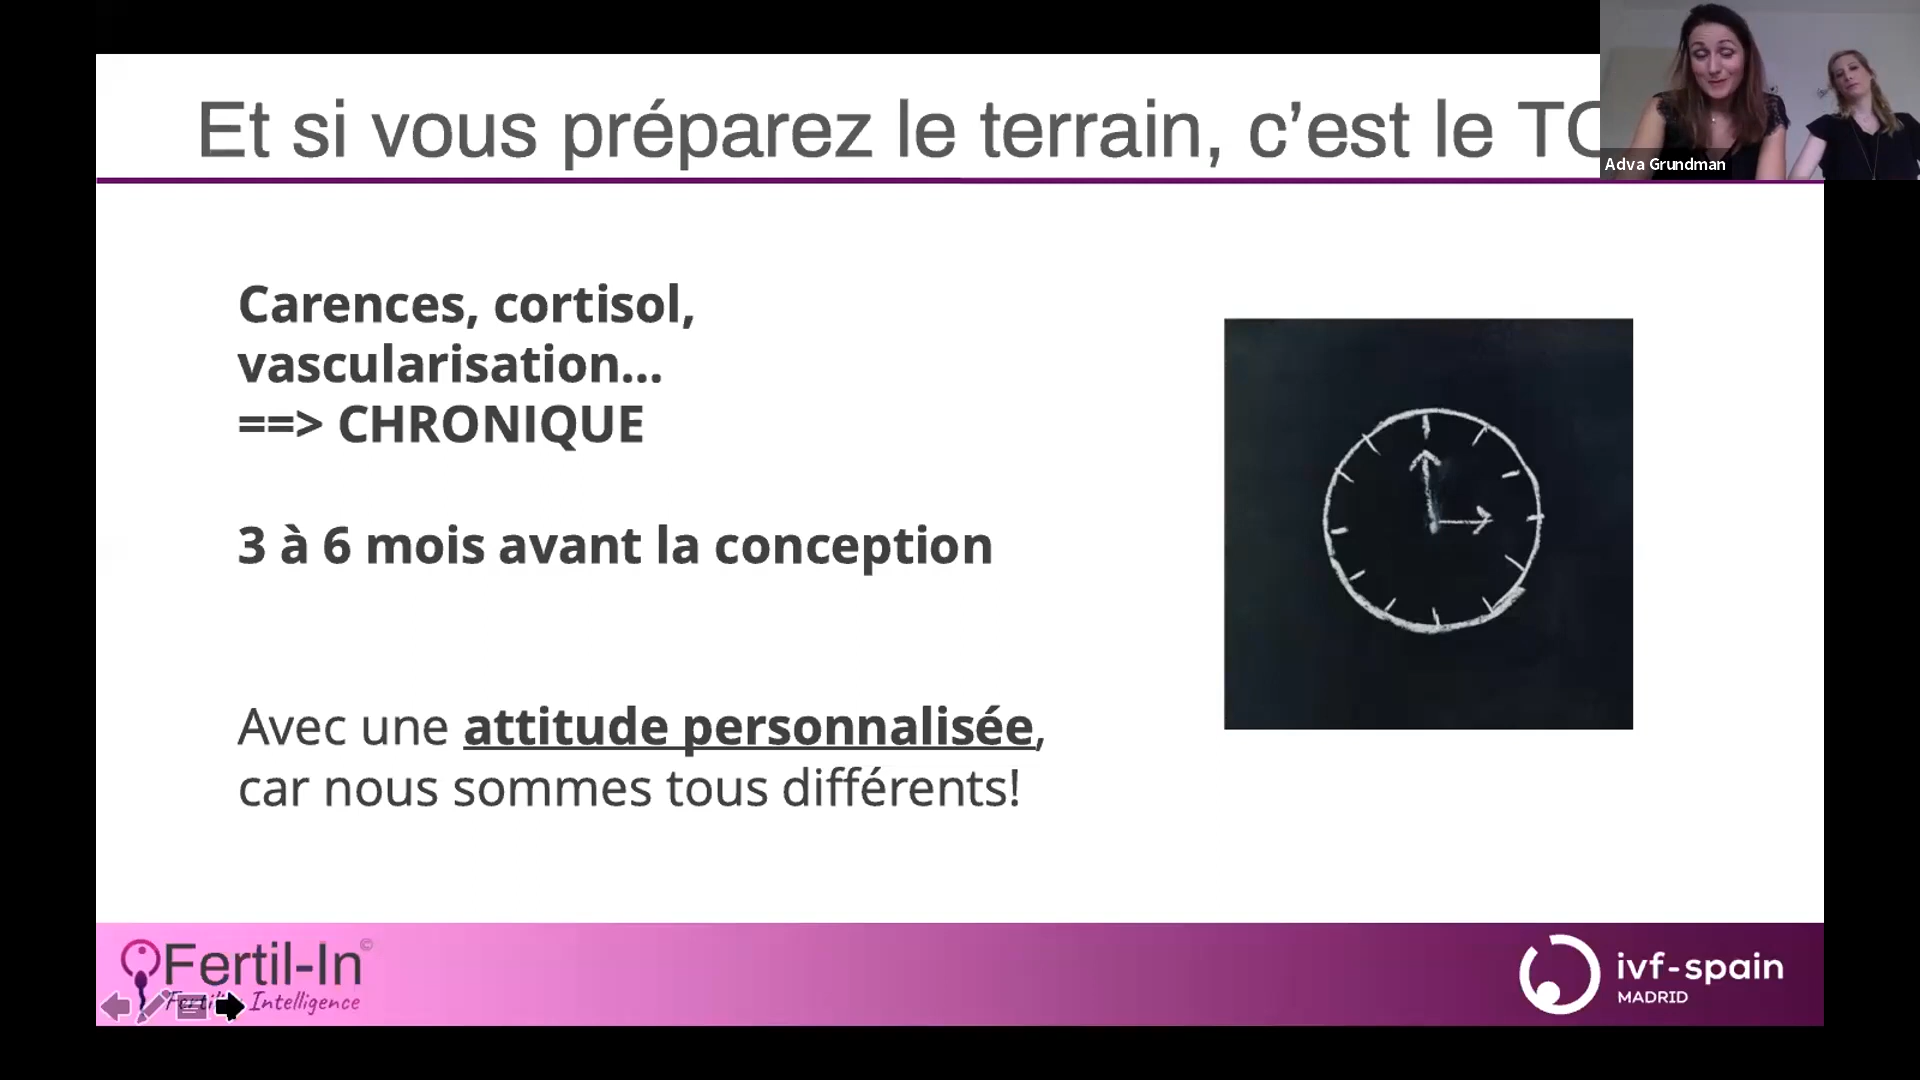 Et si vous préparez le terrain, c’est le
Adva Grundman
Carences, cortisol,
vascularisation...
==> CHRONIQUE
3 à 6 mois avant la conception
Avec une attitude personnalisée,
car nous sommes tous différents!
Fertil-In©
Intelligence
ivf-spain
MADRID